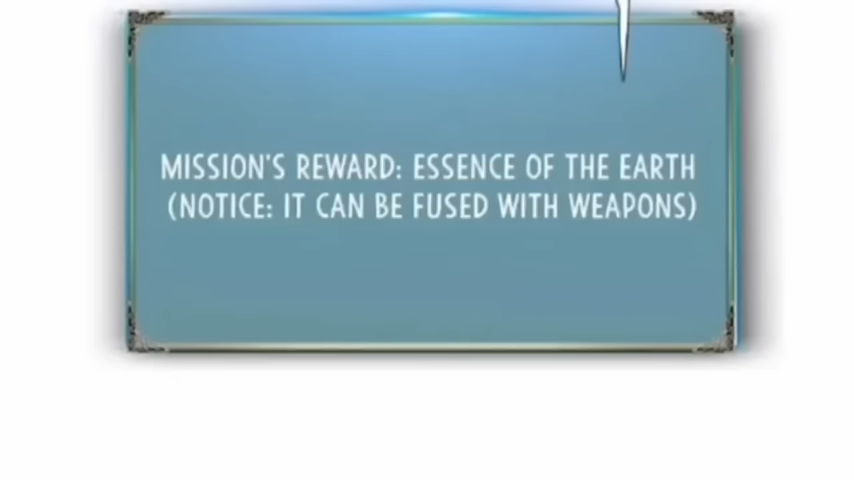 MISSION'S REWARD: ESSENCE OF THE EARTH
(NOTICE: IT CAN BE FUSED WITH WEAPONS)